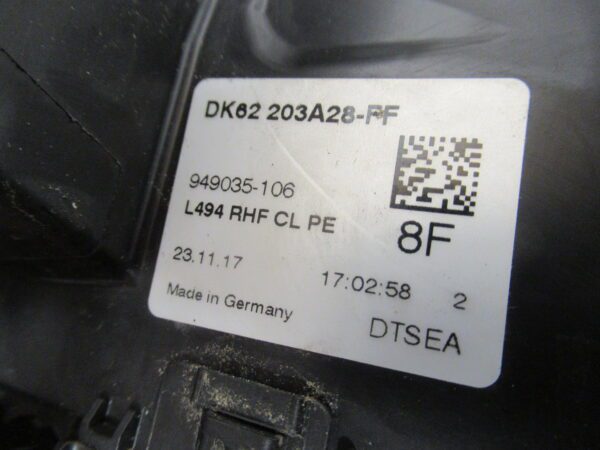 DK62 203A28-FF
949035-106
L494 RHF CL PE
8F
23.11.17 17:02:58 2
Made in Germany
DTSEA